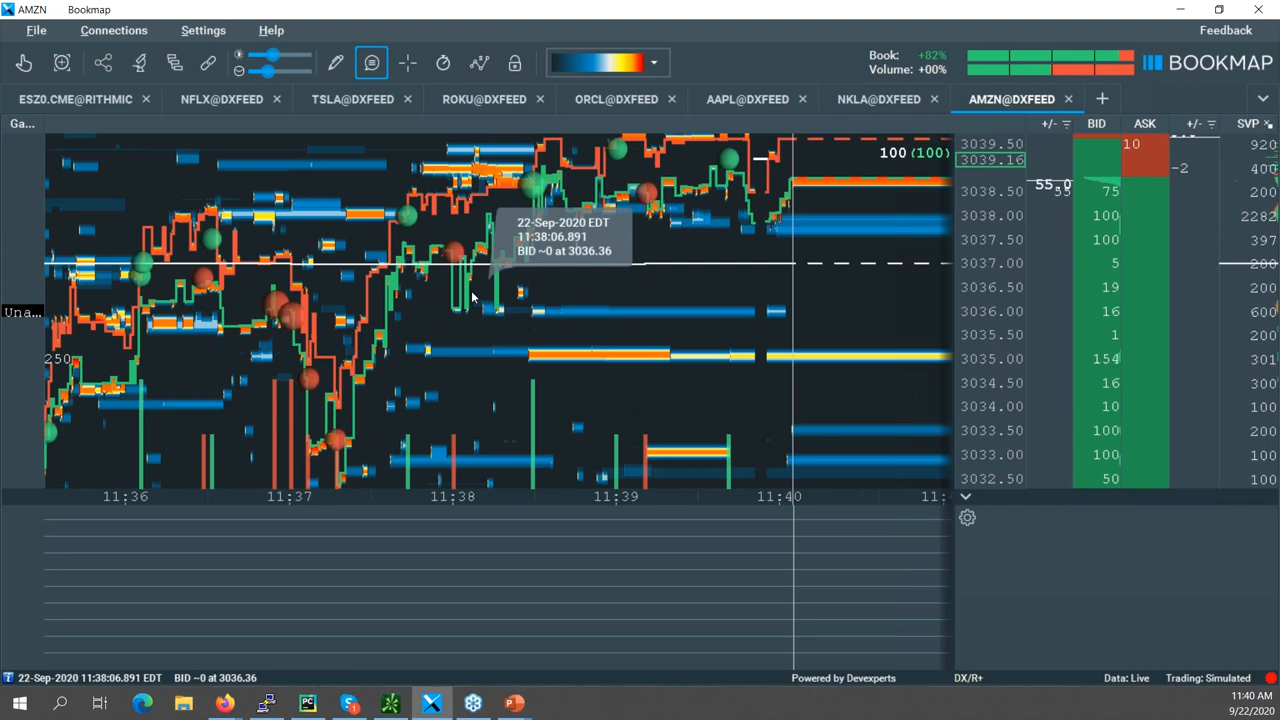 AMZN Bookmap
File Connections Settings Help Feedback
Book: +82%
Volume: +00%
BOOKMAP
ESZ0.CME@RITHMIC NFLX@DXFEED TSLA@DXFEED ROKU@DXFEED ORCL@DXFEED AAPL@DXFEED NKLA@DXFEED AMZN@DXFEED
Ga... +/- BID ASK +/- SVP
100 (100)
3039.50 10 920
3039.16 -2 400
55.0
3038.50 55 75 200
3038.00 100 2282
3037.50 100 397
3037.00 5 200
3036.50 19 200
3036.00 16 600
3035.50 1 200
3035.00 154 301
3034.50 16 300
3034.00 10 100
3033.50 100 200
3033.00 100 100
3032.50 50 100
22-Sep-2020 EDT
11:38:06.891
BID ~0 at 3036.36
Una...
250
11:36 11:37 11:38 11:39 11:40 11:
22-Sep-2020 11:38:06.891 EDT BID ~0 at 3036.36 Powered by Devexperts DX/R+ Data: Live Trading: Simulated
PC
S
P
11:40 AM
9/22/2020